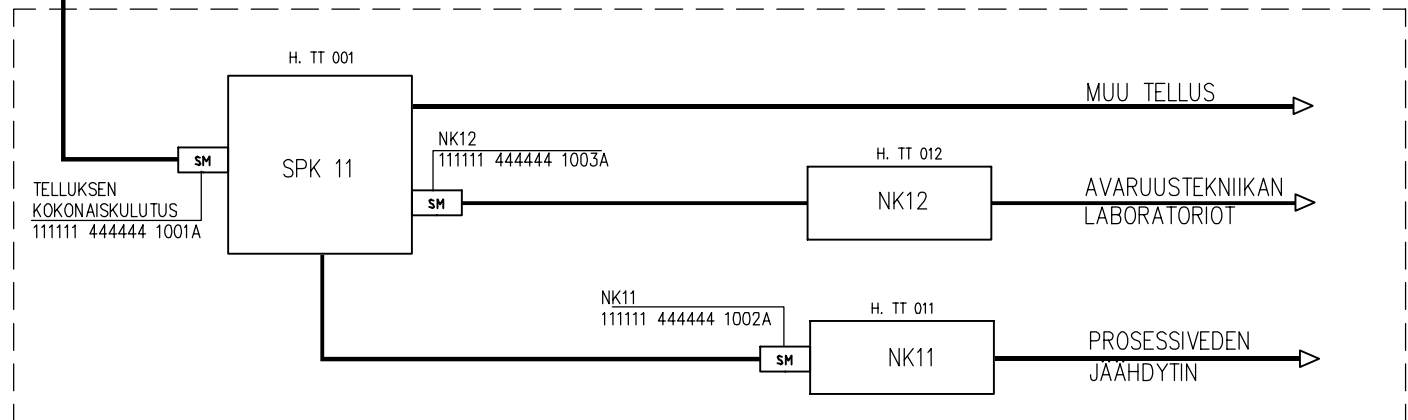 H. TT 001
MUU TELLUS
NK12
111111 444444 1003A
H. TT 012
SM
SPK 11
TELLUKSEN
KOKONAISKULUTUS
111111 444444 1001A
SM
NK12
AVARUUSTEKNIIKAN
LABORATORIOT
NK11
111111 444444 1002A
H. TT 011
SM
NK11
PROSESSIVEDEN
JÄÄHDYTIN